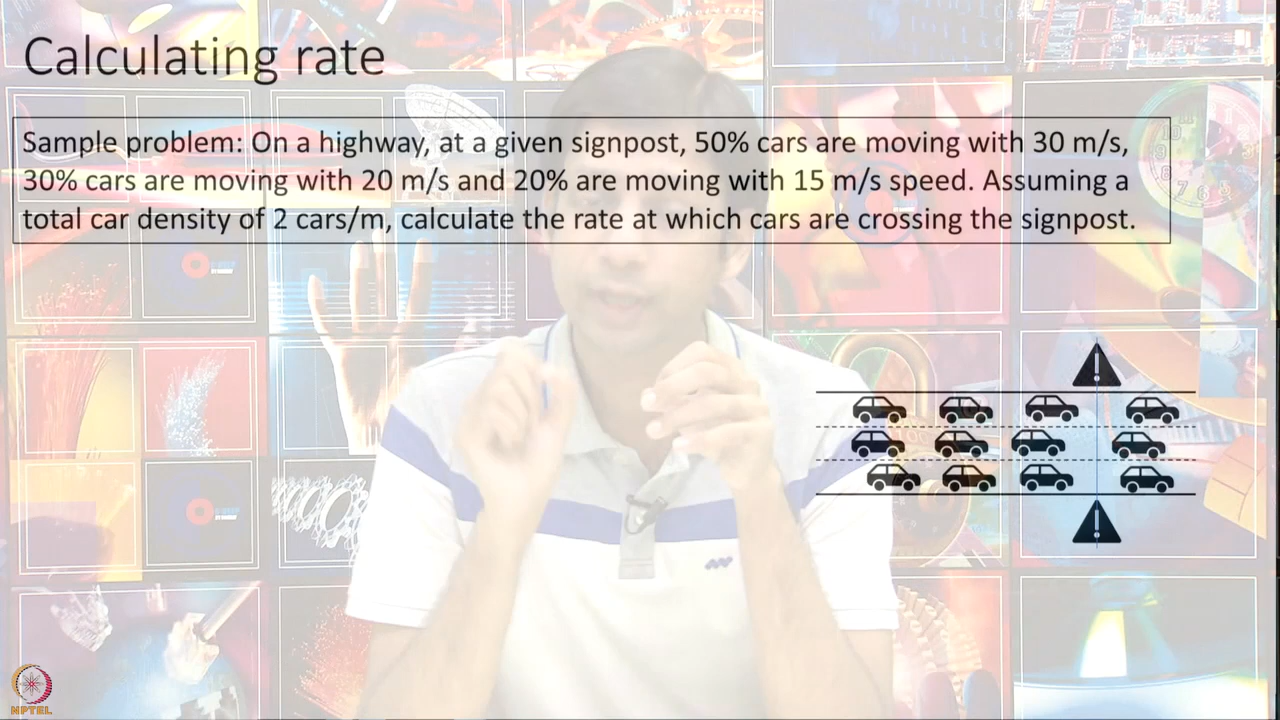 Calculating rate
Sample problem: On a highway, at a given signpost, 50% cars are moving with 30 m/s,
30% cars are moving with 20 m/s and 20% are moving with 15 m/s speed. Assuming a
total car density of 2 cars/m, calculate the rate at which cars are crossing the signpost.
NPTEL